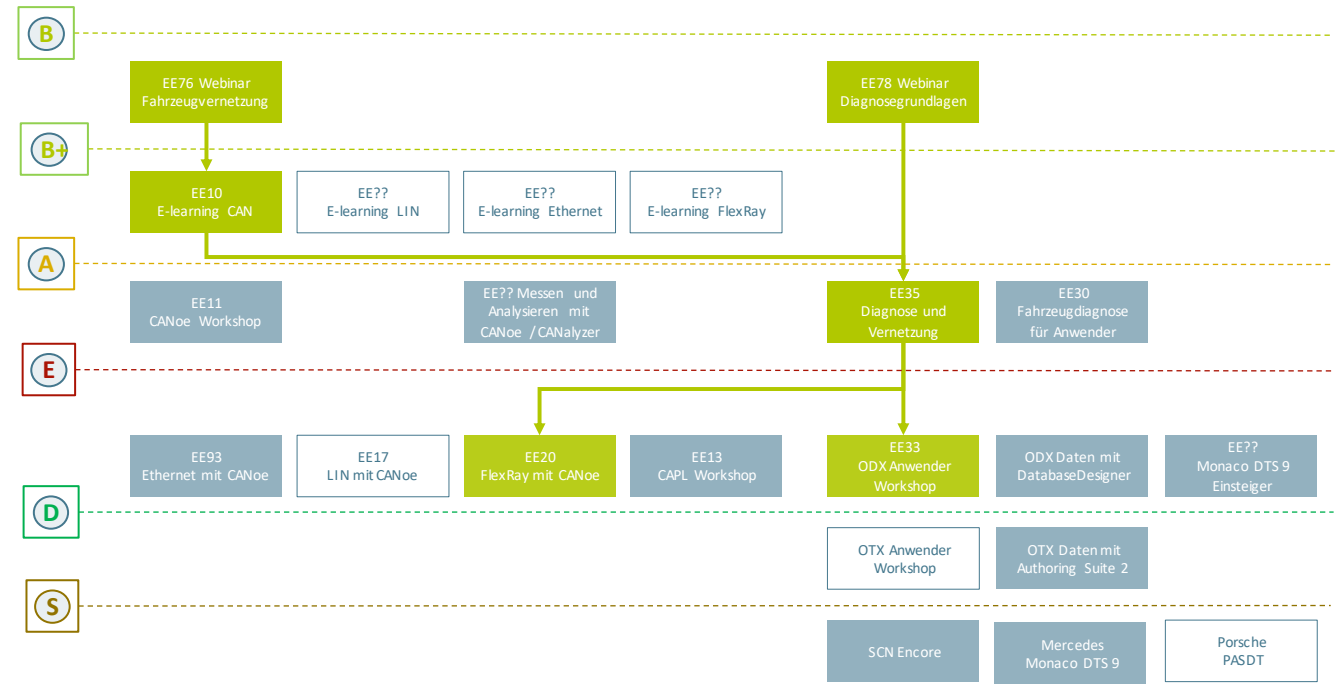 B
EE76 Webinar
Fahrzeugvernetzung
EE78 Webinar
Diagnosegrundlagen
B+
EE10
E-learning CAN
EE??
E-learning LIN
EE??
E-learning Ethernet
EE??
E-learning FlexRay
A
EE11
CANoe Workshop
EE?? Messen und
Analysieren mit
CANoe /CANalyzer
EE35
Diagnose und
Vernetzung
EE30
Fahrzeugdiagnose
für Anwender
E
EE93
Ethernet mit CANoe
EE17
LIN mit CANoe
EE20
FlexRay mit CANoe
EE13
CAPL Workshop
EE33
ODX Anwender
Workshop
ODX Daten mit
DatabaseDesigner
EE??
Monaco DTS 9
Einsteiger
D
OTX Anwender
Workshop
OTX Daten mit
Authoring Suite 2
S
SCN Encore
Mercedes
Monaco DTS 9
Porsche
PASDT